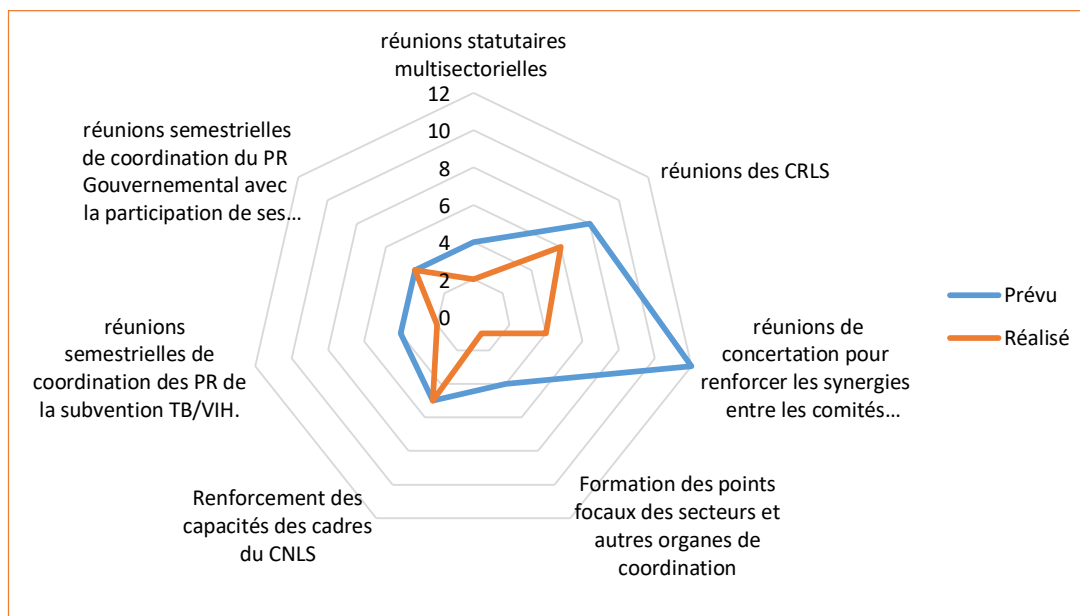 réunions statutaires
multisectorielles
réunions des CRLS
réunions de
concertation pour
renforcer les synergies
entre les comités…
Formation des points
focaux des secteurs et
autres organes de
coordination
Renforcement des
capacités des cadres
du CNLS
réunions
semestrielles de
coordination des PR de
la subvention TB/VIH.
réunions semestrielles
de coordination du PR
Gouvernemental avec
la participation de ses…
12
10
8
6
4
2
0
Prévu
Réalisé